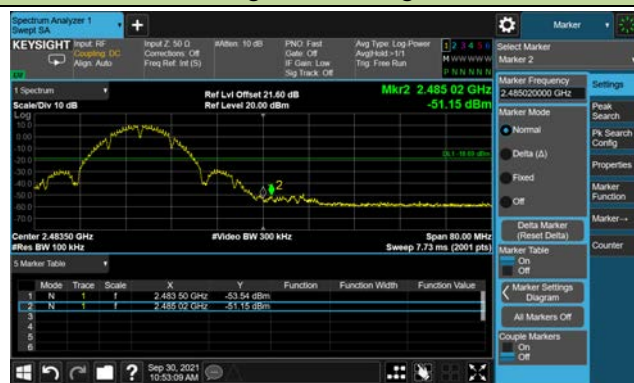 Spectrum Analyzer 1
Swept SA
Marker
KEYSIGHT
Input: RF
Coupling: DC
Align: Auto
Input Z: 50 Ω
Corrections: Off
Freq Ref: Int (S)
#Atten: 10 dB
PNO: Fast
Gate: Off
IF Gain: Low
Sig Track: Off
Avg Type: Log-Power
Avg|Hold:>1/1
Trig: Free Run
1 2 3 4 5 6
M W W W W W
P N N N N N
Select Marker
Marker 2
1 Spectrum
Scale/Div 10 dB
Log
Ref Lvl Offset 21.60 dB
Ref Level 20.00 dBm
Mkr2 2.485 02 GHz
-51.15 dBm
10.0
0.00
-10.0
-20.0
-30.0
-40.0
-50.0
-60.0
-70.0
2
Center 2.48350 GHz
#Res BW 100 kHz
#Video BW 300 kHz
Span 80.00 MHz
Sweep 7.73 ms (2001 pts)
5 Marker Table
Mode Trace Scale X Y Function Function Width Function Value
1 N 1 f 2.483 50 GHz -53.54 dBm
2 N 1 f 2.485 02 GHz -51.15 dBm
3
4
5
6
Marker Frequency
2.485020000 GHz
Marker Mode
Normal
Delta (Δ)
Fixed
Off
Delta Marker
(Reset Delta)
Marker Table
On
Off
Marker Settings
Diagram
All Markers Off
Couple Markers
On
Off
Settings
Peak
Search
Pk Search
Config
Properties
Marker
Function
Marker→
Counter
?
Sep 30, 2021
10:53:09 AM